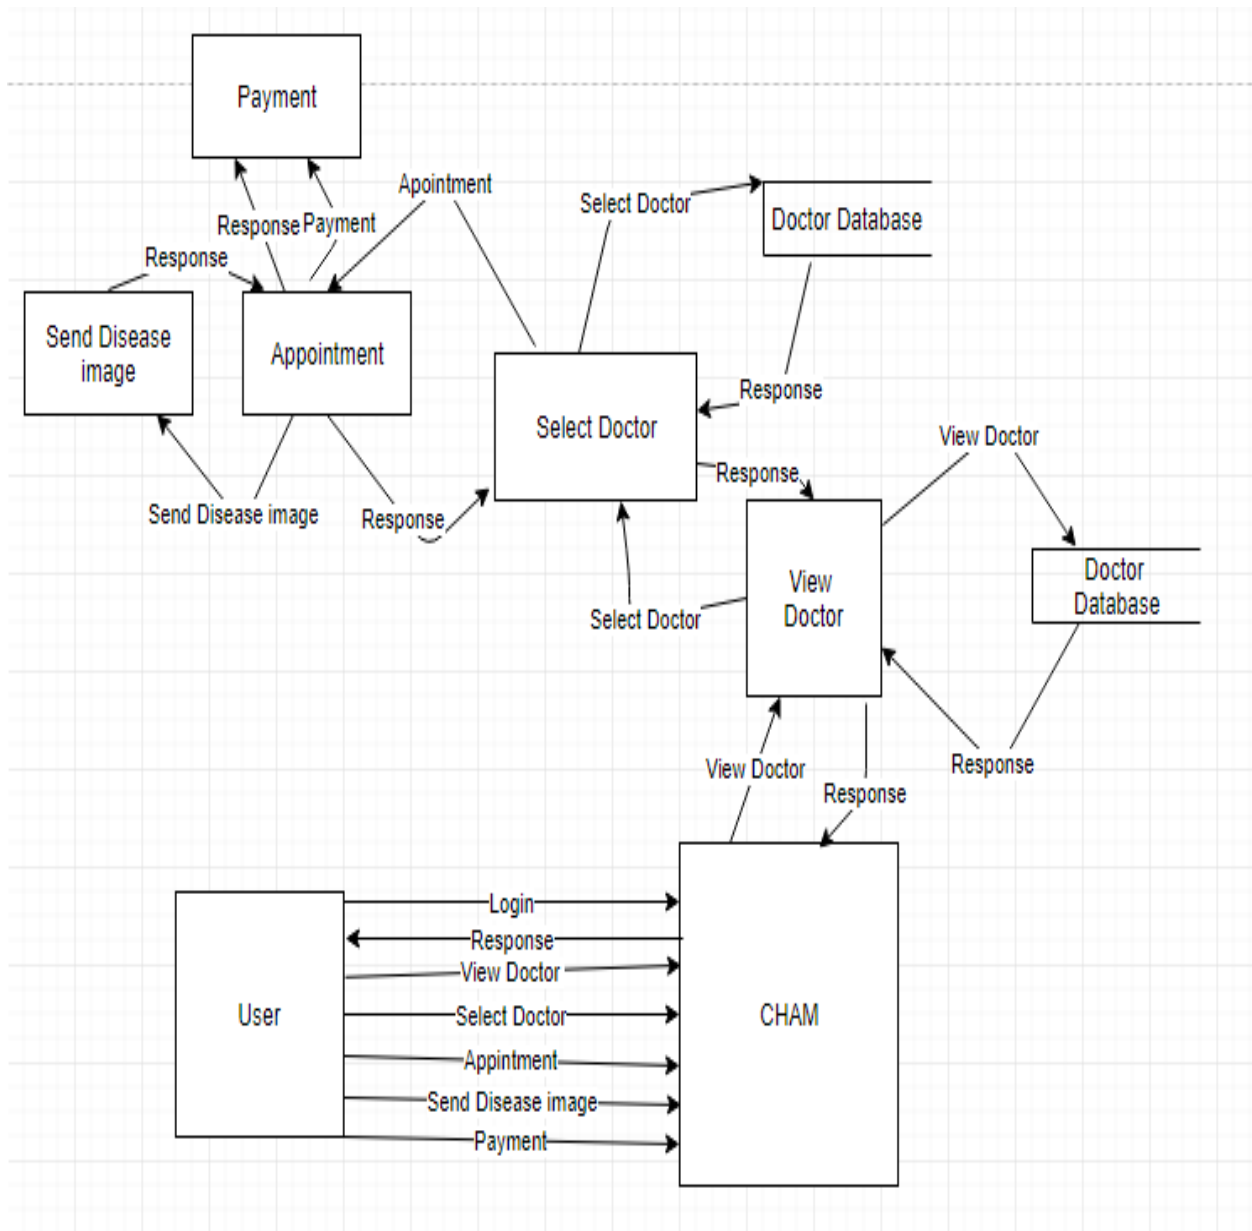 Payment
Apointment
Select Doctor
Doctor Database
Response
Payment
Response
Send Disease
image
Appointment
Response
Select Doctor
View Doctor
Response
Send Disease image
Response
View
Doctor
Doctor
Database
Select Doctor
View Doctor
Response
Response
User
Login
Response
View Doctor
Select Doctor
Appintment
Send Disease image
Payment
CHAM